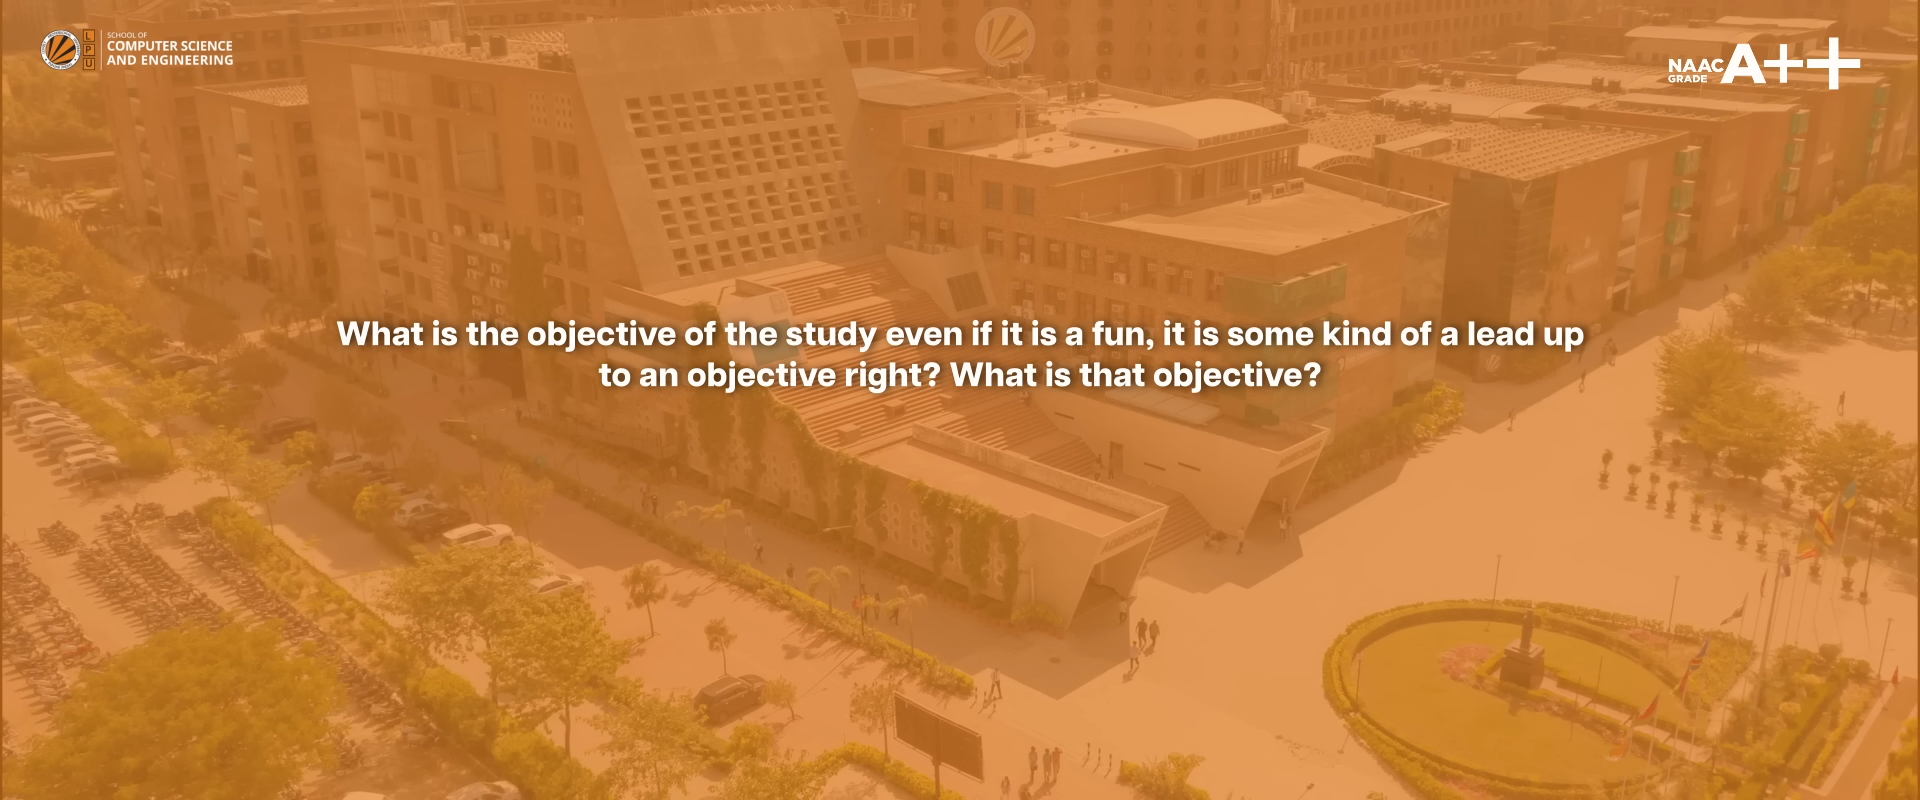 LPU
SCHOOL OF
COMPUTER SCIENCE
AND ENGINEERING
NAAC
GRADE
A++
What is the objective of the study even if it is a fun, it is some kind of a lead up
to an objective right? What is that objective?